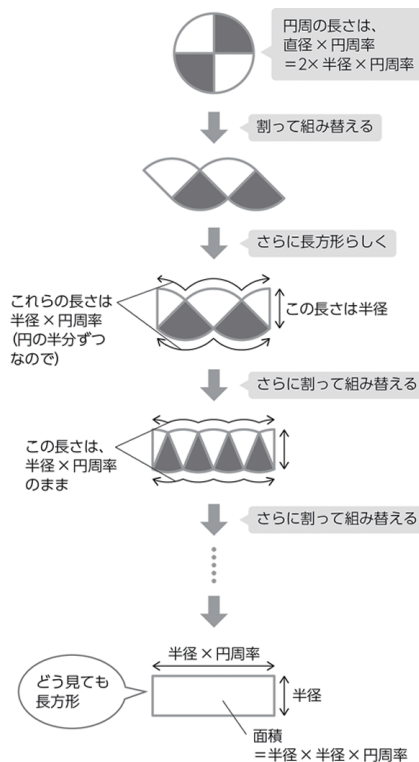 円周の長さは、
直径×円周率
＝2×半径×円周率
割って組み替える
さらに長方形らしく
これらの長さは
半径×円周率
(円の半分ずつ
なので)
この長さは半径
さらに割って組み替える
この長さは、
半径×円周率
のまま
さらに割って組み替える
半径×円周率
どう見ても
長方形
半径
面積
＝半径×半径×円周率